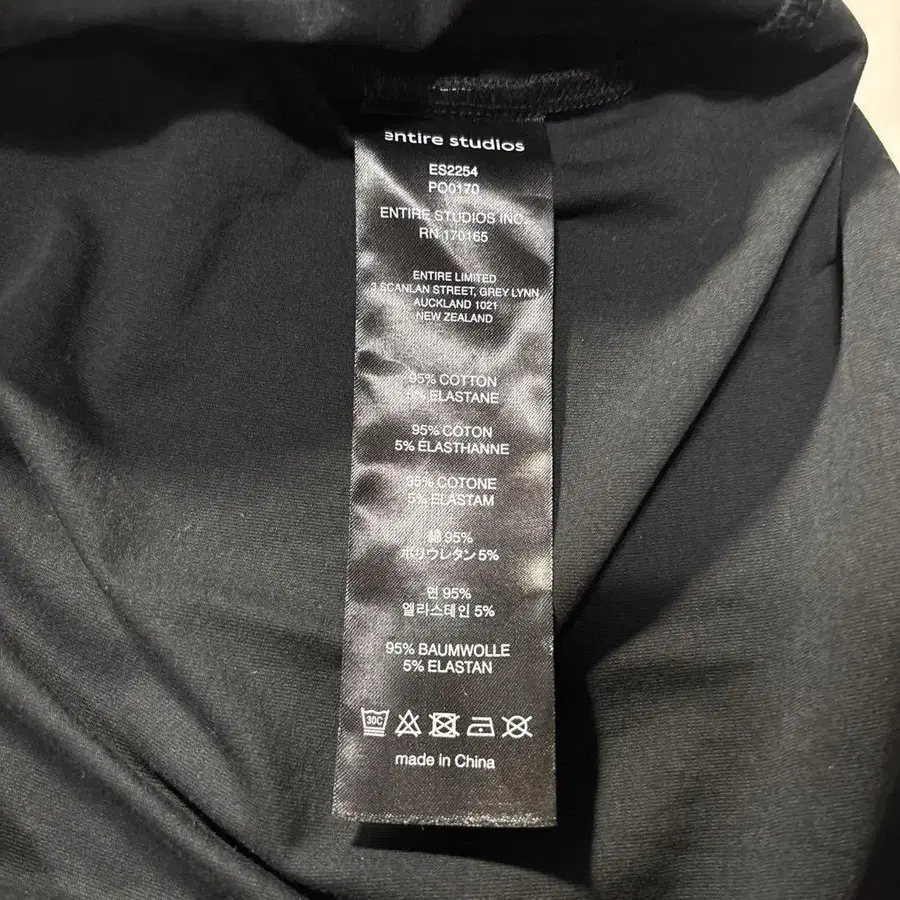 entire studios
ES2254
PO0170
ENTIRE STUDIOS INC.
RN 170165
ENTIRE LIMITED
3 SCANLAN STREET, GREY LYNN
AUCKLAND 1021
NEW ZEALAND
95% COTTON
5% ELASTANE
95% COTON
5% ÉLASTHANNE
95% COTONE
5% ELASTAM
綿 95%
ポリウレタン 5%
면 95%
엘라스테인 5%
95% BAUMWOLLE
5% ELASTAN
30C
made in China